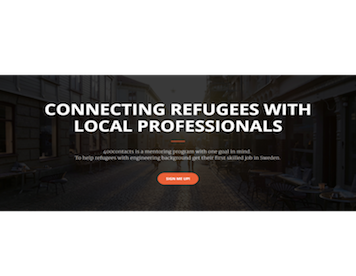 CONNECTING REFUGEES WITH
LOCAL PROFESSIONALS
400contacts is a mentoring program with one goal in mind.
To help refugees with engineering background get their first skilled job in Sweden.
SIGN ME UP!